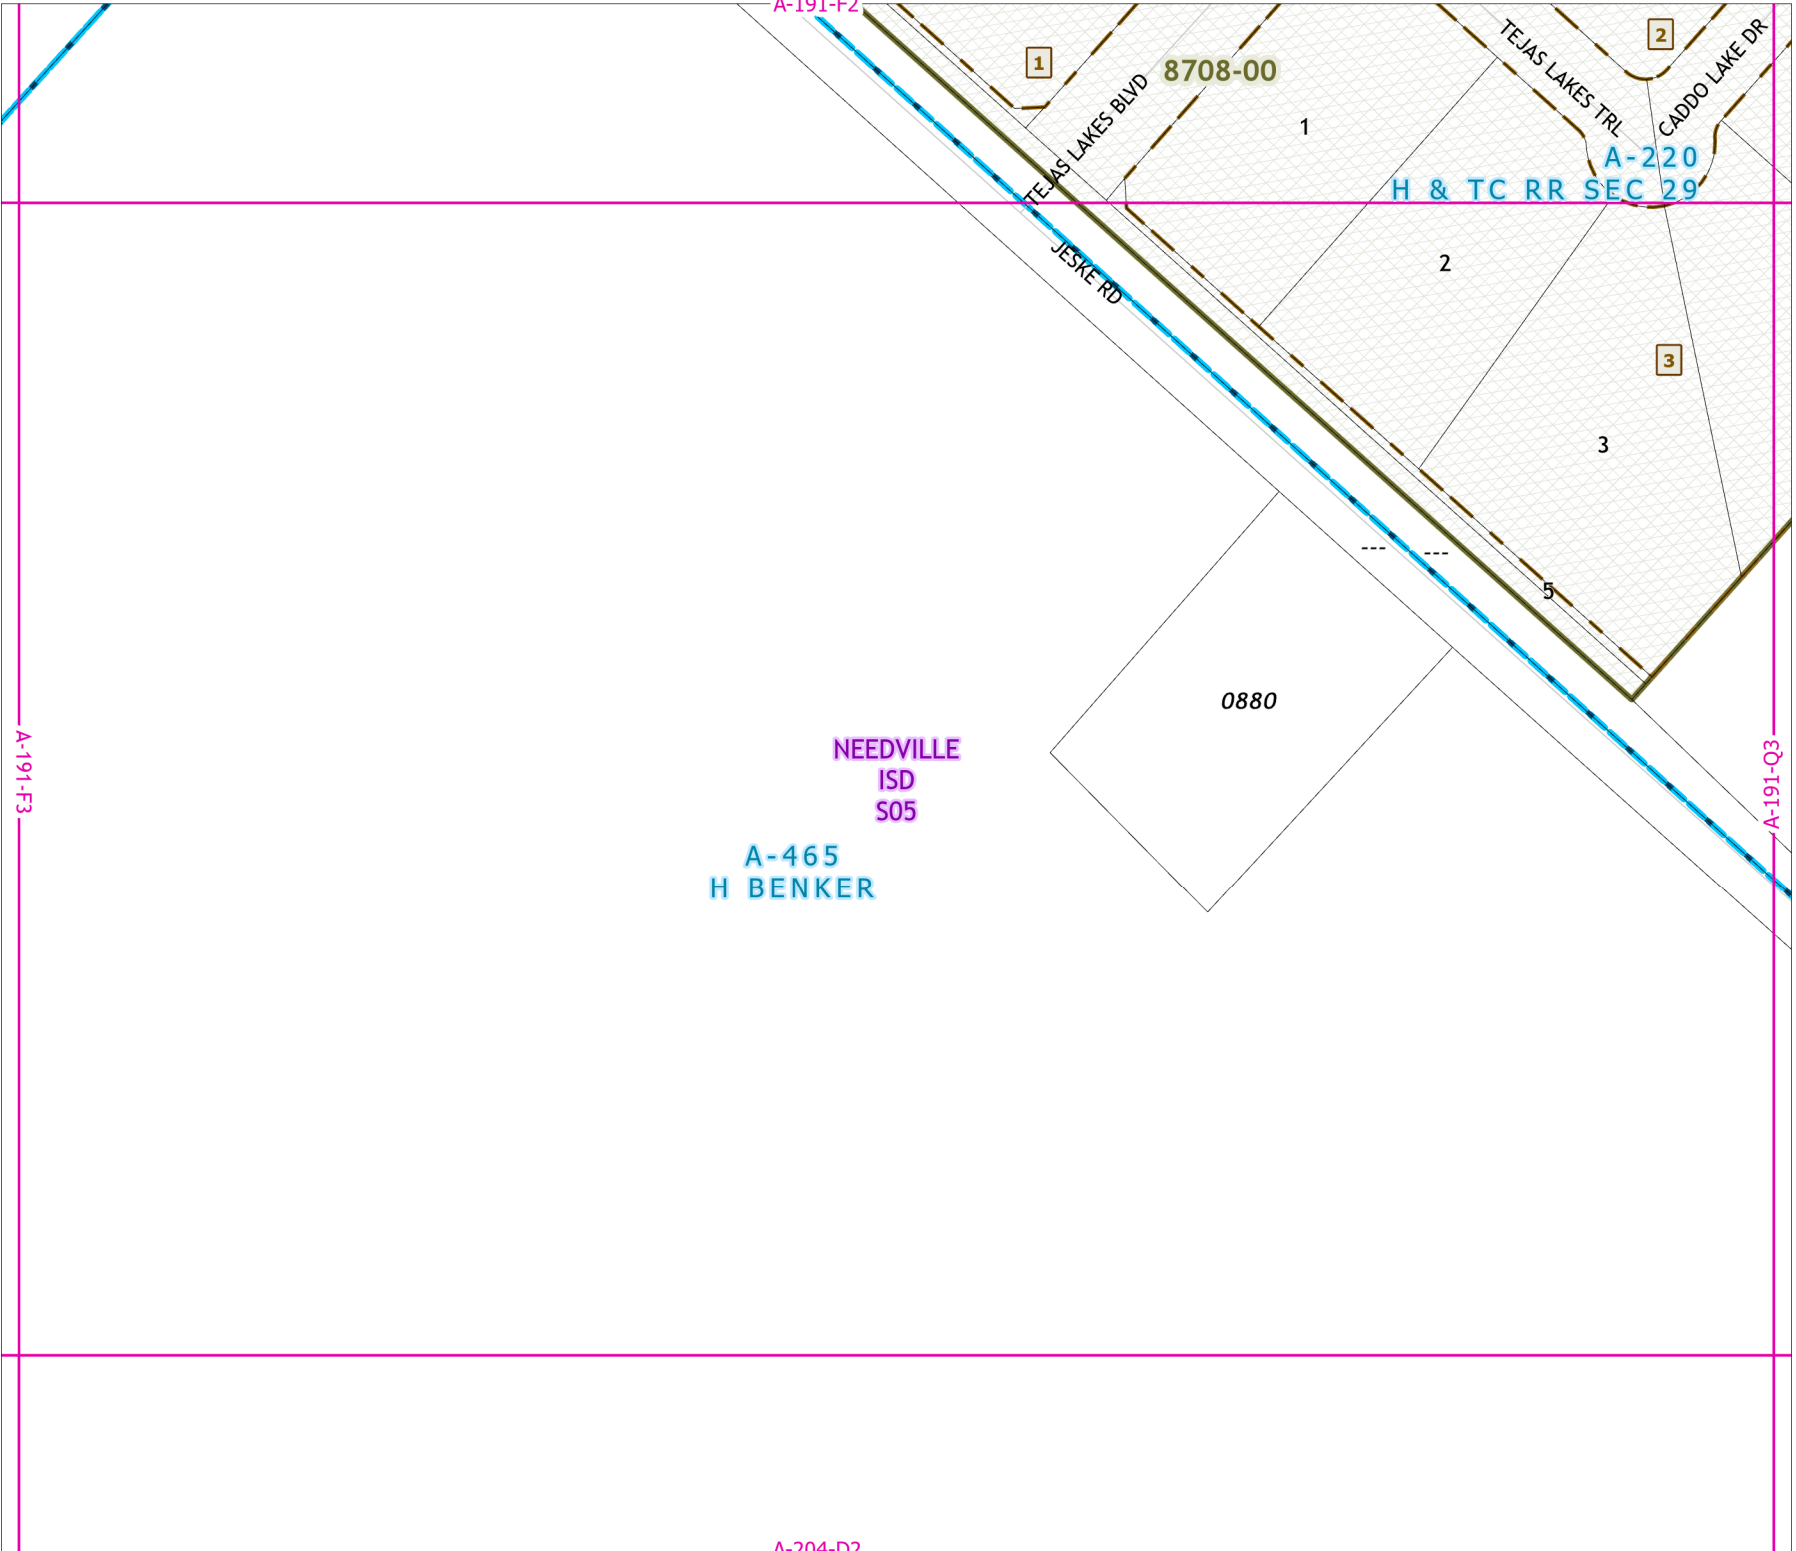 A-191-F2
1
8708-00
TEJAS LAKES BLVD
1
TEJAS LAKES TRL
2
CADDO LAKE DR
A-220
H & TC RR SEC 29
JESKE RD
2
3
3
---
---
5
0880
NEEDVILLE
ISD
S05
A-465
H BENKER
A-191-F3
A-191-Q3
A-204-D2